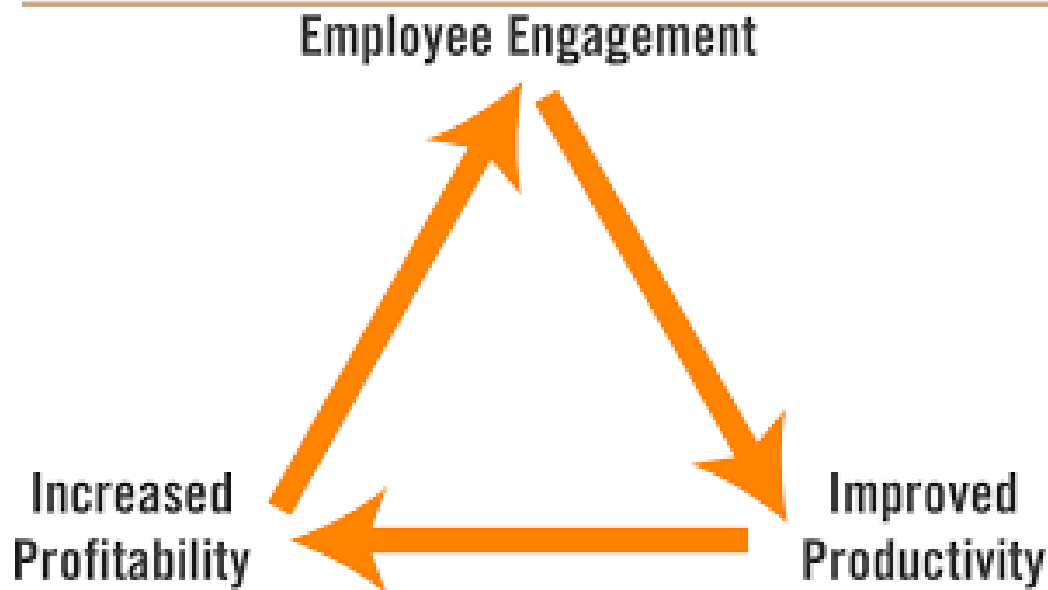 Employee Engagement
Increased
Profitability
Improved
Productivity